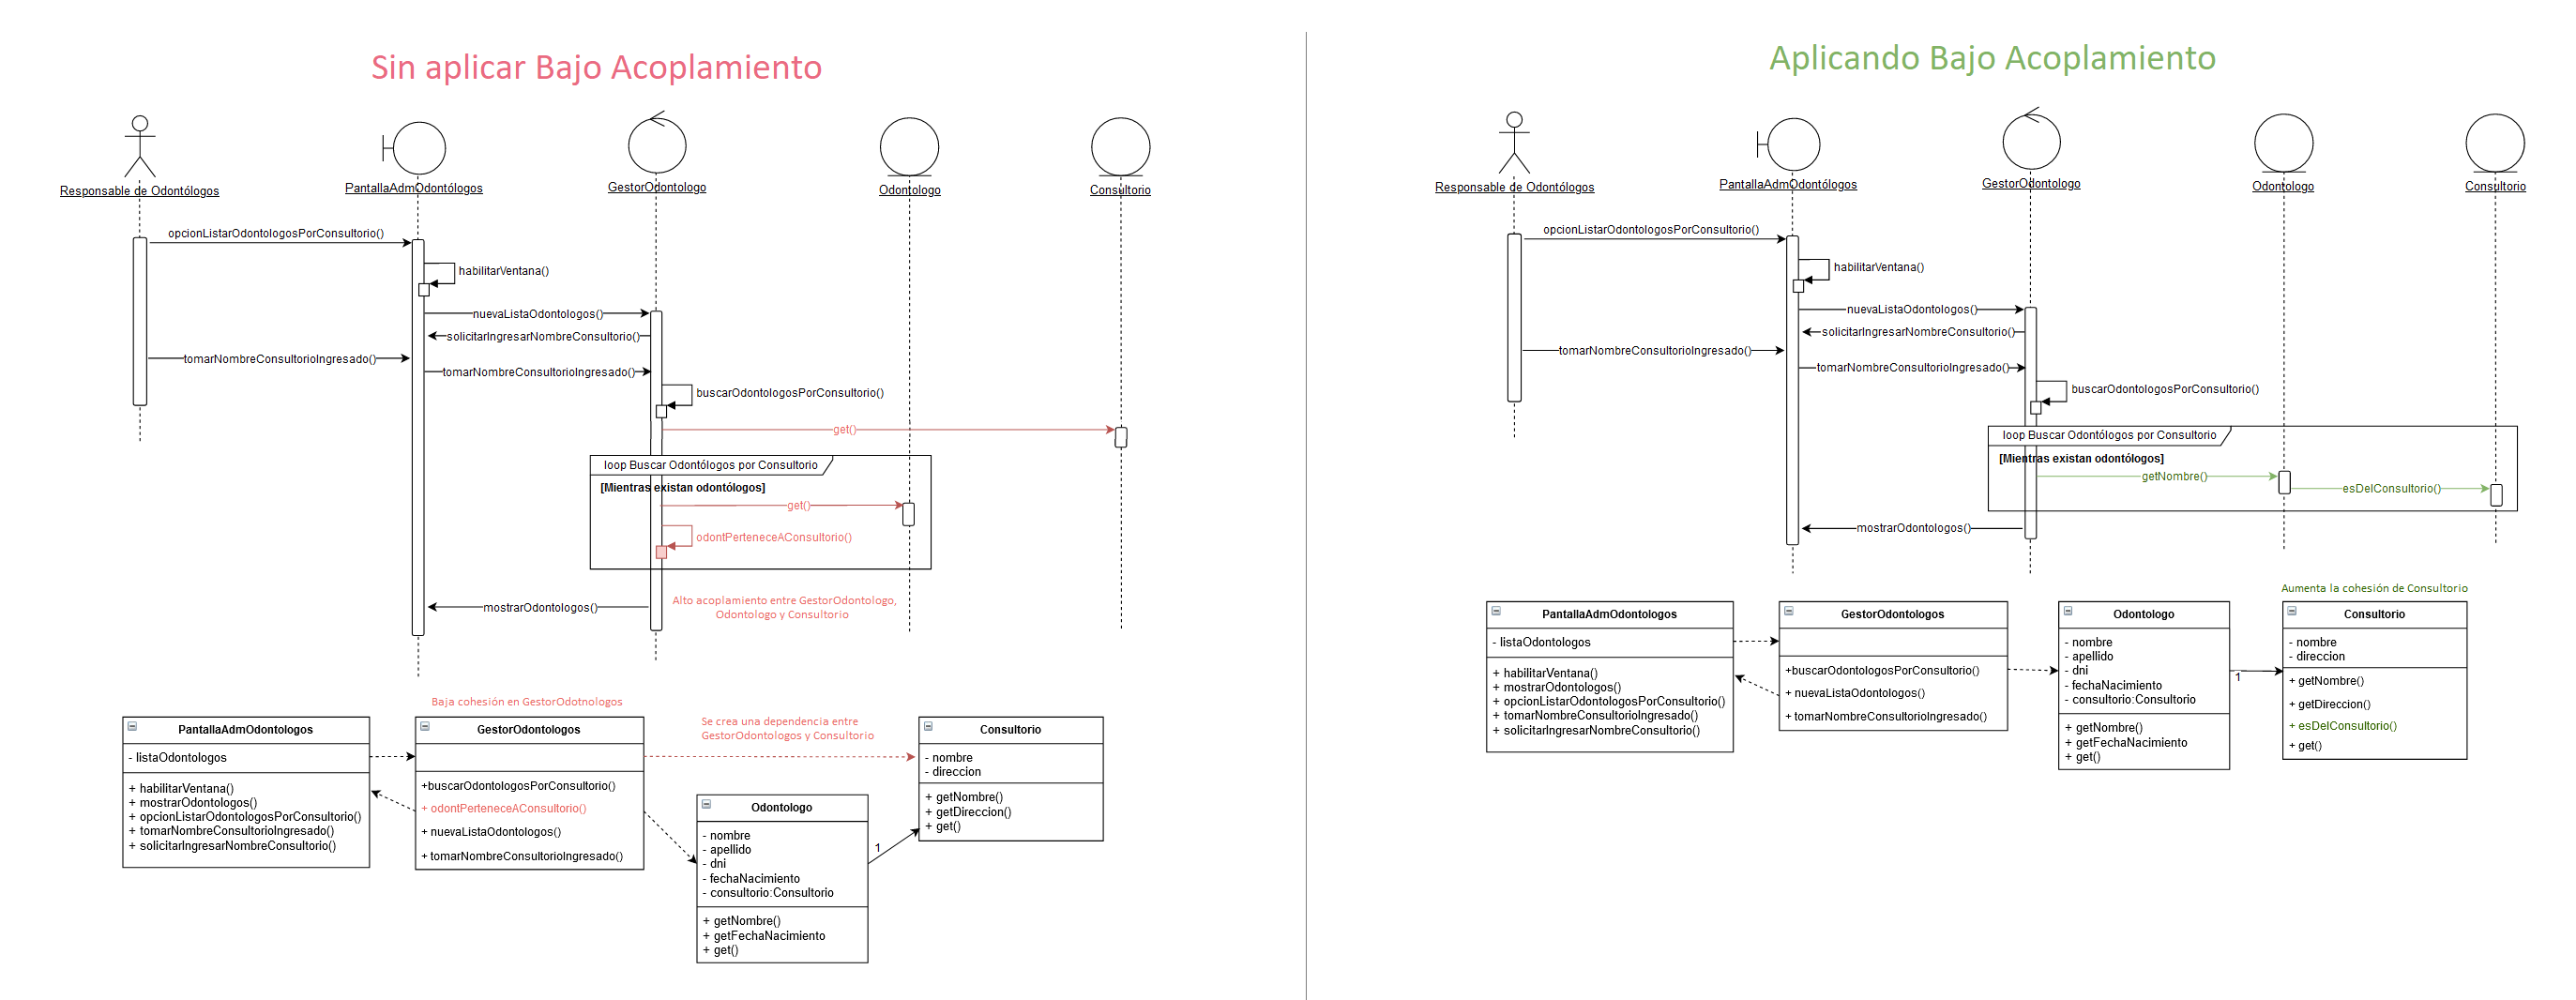 Sin aplicar Bajo Acoplamiento
Responsable de Odontólogos
PantallaAdmOdontólogos
GestorOdontologo
Odontologo
Consultorio
opcionListarOdontologosPorConsultorio()
habilitarVentana()
nuevaListaOdontologos()
solicitarIngresarNombreConsultorio()
tomarNombreConsultorioIngresado()
tomarNombreConsultorioIngresado()
buscarOdontologosPorConsultorio()
get()
loop Buscar Odontólogos por Consultorio
[Mientras existan odontólogos]
get()
odontPerteneceAConsultorio()
mostrarOdontologos()
Alto acoplamiento entre GestorOdontologo,
Odontologo y Consultorio
Baja cohesión en GestorOdotnologos
Se crea una dependencia entre
GestorOdontologos y Consultorio
PantallaAdmOdontologos
- listaOdontologos
+ habilitarVentana()
+ mostrarOdontologos()
+ opcionListarOdontologosPorConsultorio()
+ tomarNombreConsultorioIngresado()
+ solicitarIngresarNombreConsultorio()
GestorOdontologos
+buscarOdontologosPorConsultorio()
+ odontPerteneceAConsultorio()
+ nuevaListaOdontologos()
+ tomarNombreConsultorioIngresado()
Odontologo
- nombre
- apellido
- dni
- fechaNacimiento
- consultorio:Consultorio
+ getNombre()
+ getFechaNacimiento
+ get()
1
Consultorio
- nombre
- direccion
+ getNombre()
+ getDireccion()
+ get()
Aplicando Bajo Acoplamiento
Responsable de Odontólogos
PantallaAdmOdontólogos
GestorOdontologo
Odontologo
Consultorio
opcionListarOdontologosPorConsultorio()
habilitarVentana()
nuevaListaOdontologos()
solicitarIngresarNombreConsultorio()
tomarNombreConsultorioIngresado()
tomarNombreConsultorioIngresado()
buscarOdontologosPorConsultorio()
loop Buscar Odontólogos por Consultorio
[Mientras existan odontólogos]
getNombre()
esDelConsultorio()
mostrarOdontologos()
Aumenta la cohesión de Consultorio
PantallaAdmOdontologos
- listaOdontologos
+ habilitarVentana()
+ mostrarOdontologos()
+ opcionListarOdontologosPorConsultorio()
+ tomarNombreConsultorioIngresado()
+ solicitarIngresarNombreConsultorio()
GestorOdontologos
+buscarOdontologosPorConsultorio()
+ nuevaListaOdontologos()
+ tomarNombreConsultorioIngresado()
Odontologo
- nombre
- apellido
- dni
- fechaNacimiento
- consultorio:Consultorio
+ getNombre()
+ getFechaNacimiento
+ get()
1
Consultorio
- nombre
- direccion
+ getNombre()
+ getDireccion()
+ esDelConsultorio()
+ get()